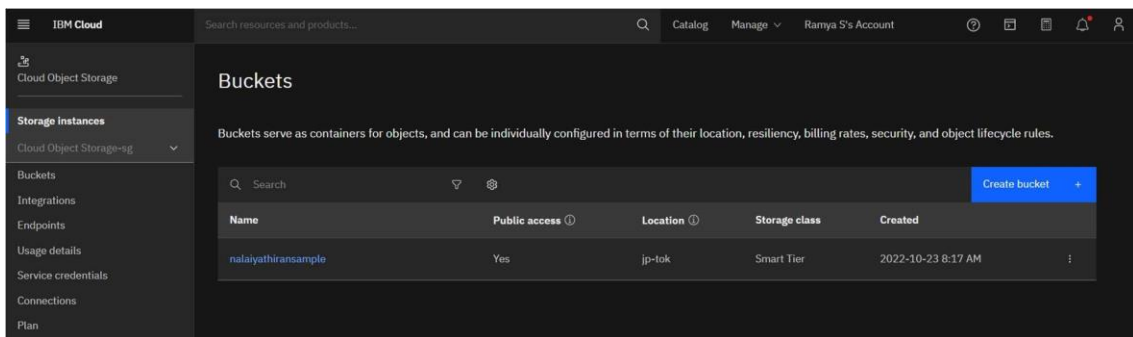 IBM Cloud
Search resources and products...
Catalog
Manage
Ramya S's Account
Cloud Object Storage
Storage instances
Cloud Object Storage-sg
Buckets
Integrations
Endpoints
Usage details
Service credentials
Connections
Plan
Buckets
Buckets serve as containers for objects, and can be individually configured in terms of their location, resiliency, billing rates, security, and object lifecycle rules.
Search
Create bucket +
Name Public access Location Storage class Created
nalaiyathiransample Yes jp-tok Smart Tier 2022-10-23 8:17 AM